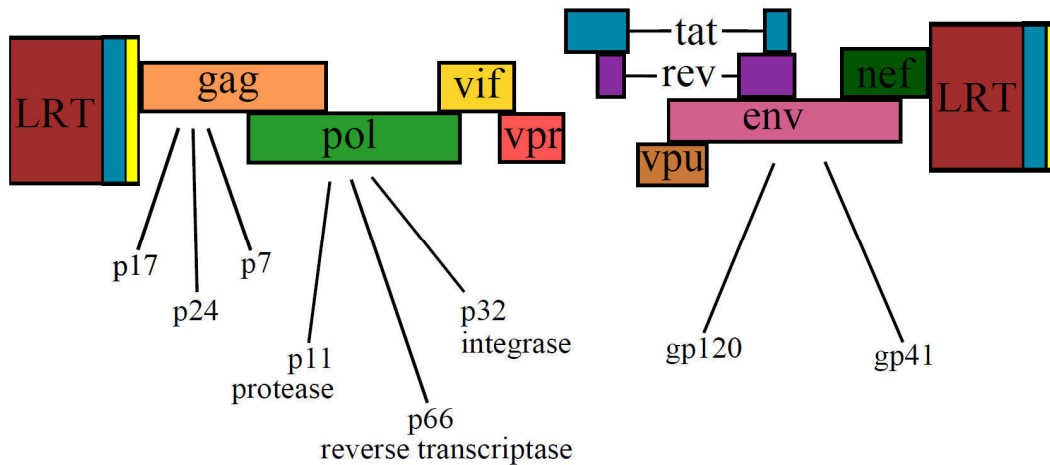 LRT
gag
pol
vif
vpr
tat
rev
vpu
env
nef
LRT
p17
p24
p7
p11
protease
p66
reverse transcriptase
p32
integrase
gp120
gp41